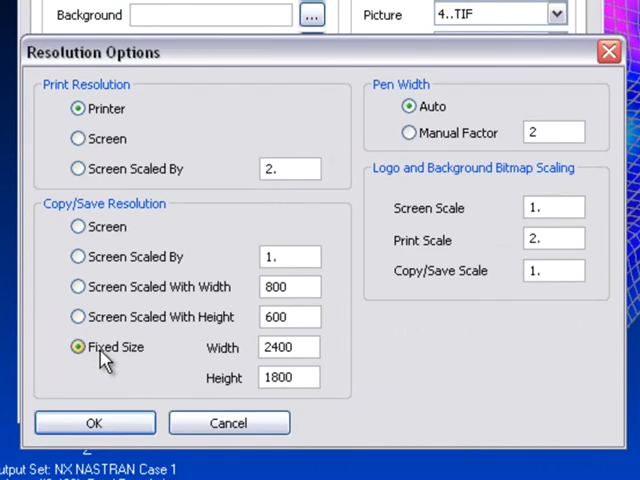 Background
...
Picture
4..TIF
Resolution Options
Print Resolution
Printer
Screen
Screen Scaled By
2.
Copy/Save Resolution
Screen
Screen Scaled By
1.
Screen Scaled With Width
800
Screen Scaled With Height
600
Fixed Size
Width
2400
Height
1800
Pen Width
Auto
Manual Factor
2
Logo and Background Bitmap Scaling
Screen Scale
1.
Print Scale
2.
Copy/Save Scale
1.
OK
Cancel
utput Set: NX NASTRAN Case 1